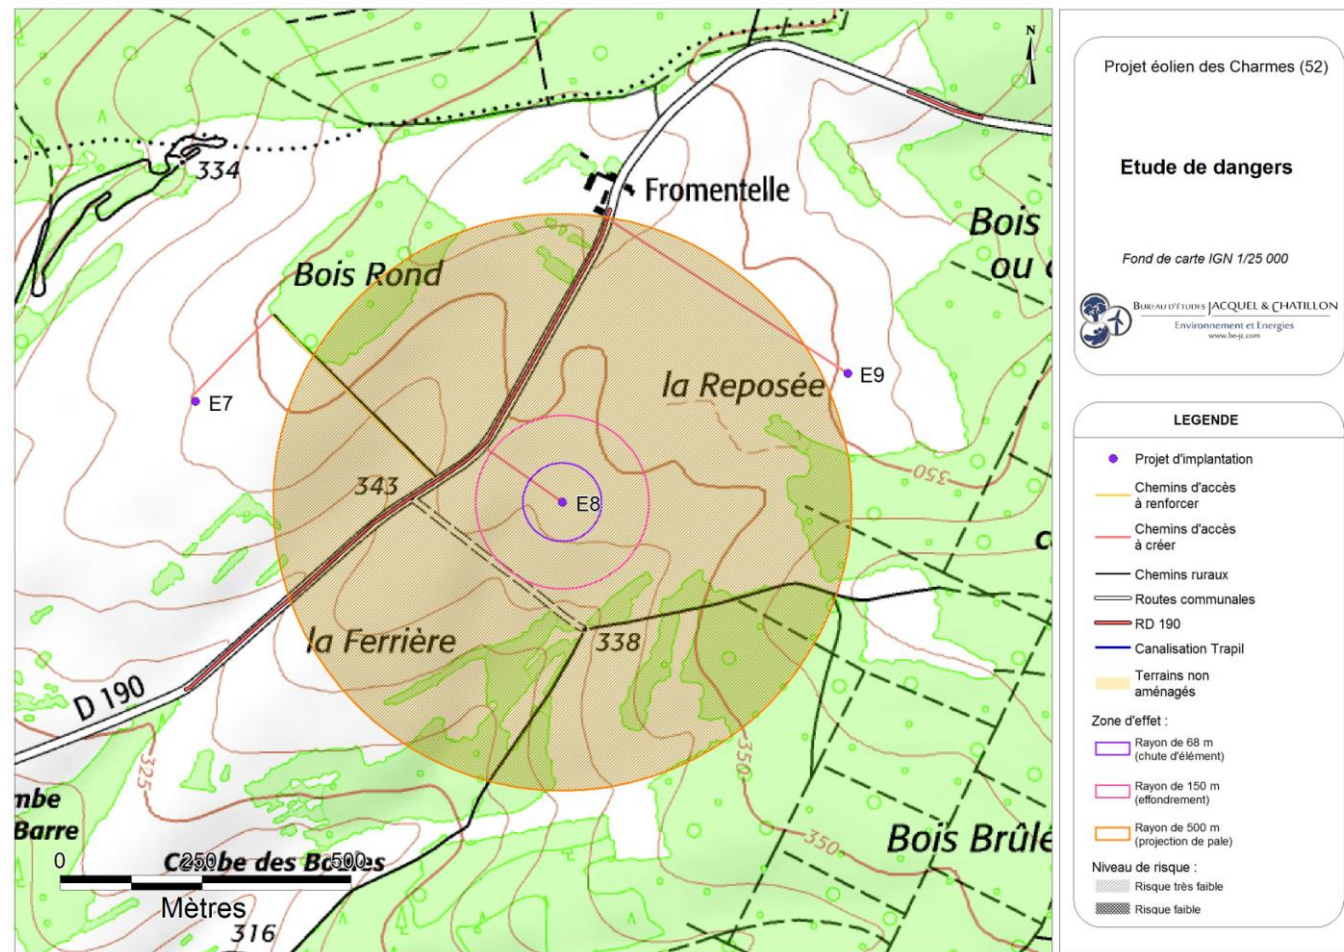 N
334
Fromentelle
Bois
ou
Bois Rond
E7
la Reposée
E9
350
343
E8
la Ferrière
338
D 190
325
350
mbe
Barre
350
Bois Brûlé
0 250 500
Combe des
Mètres
316
Projet éolien des Charmes (52)
Etude de dangers
Fond de carte IGN 1/25 000
BUREAU D'ETUDES JACQUEL & CHATILLON
Environnement et Energies
www.be-jc.com
LEGENDE
Projet d'implantation
Chemins d'accès
à renforcer
Chemins d'accès
à créer
Chemins ruraux
Routes communales
RD 190
Canalisation Trapil
Terrains non
aménagés
Zone d'effet :
Rayon de 68 m
(chute d'élément)
Rayon de 150 m
(effondrement)
Rayon de 500 m
(projection de pale)
Niveau de risque :
Risque très faible
Risque faible